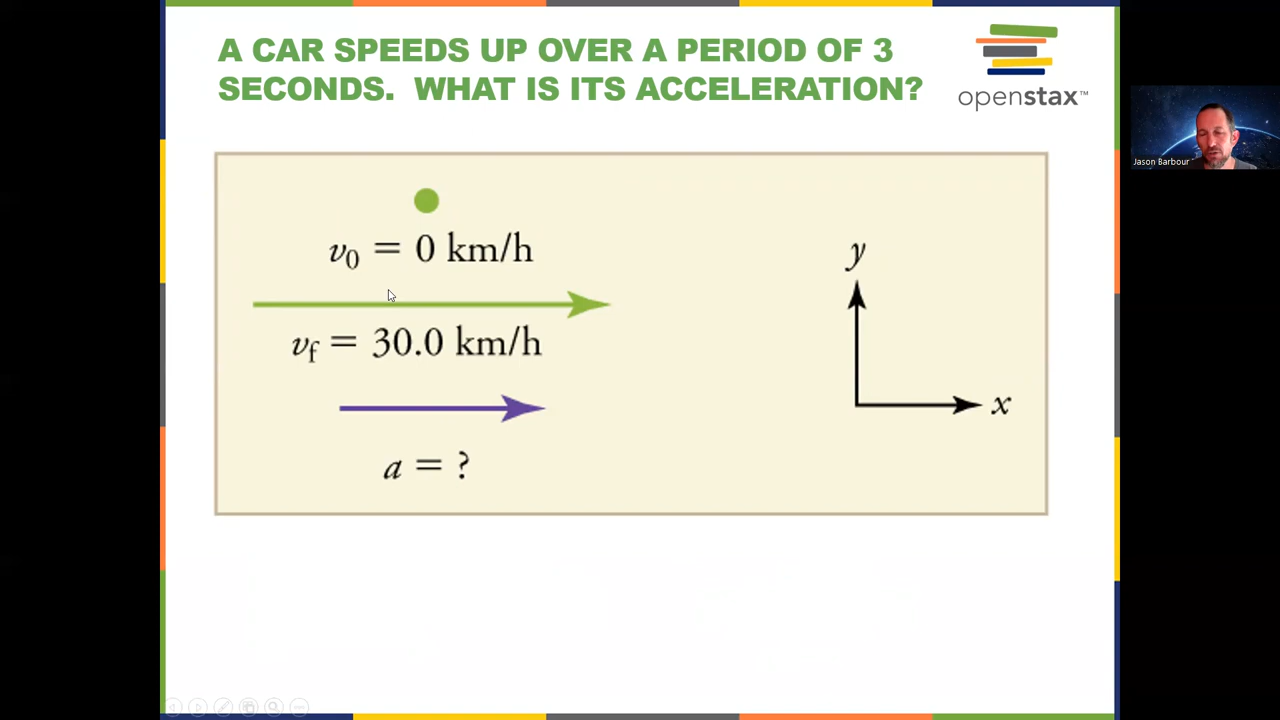 A CAR SPEEDS UP OVER A PERIOD OF 3
SECONDS.  WHAT IS ITS ACCELERATION?
openstax™
Jason Barbour
v₀ = 0 km/h
v_f = 30.0 km/h
a = ?
y
x